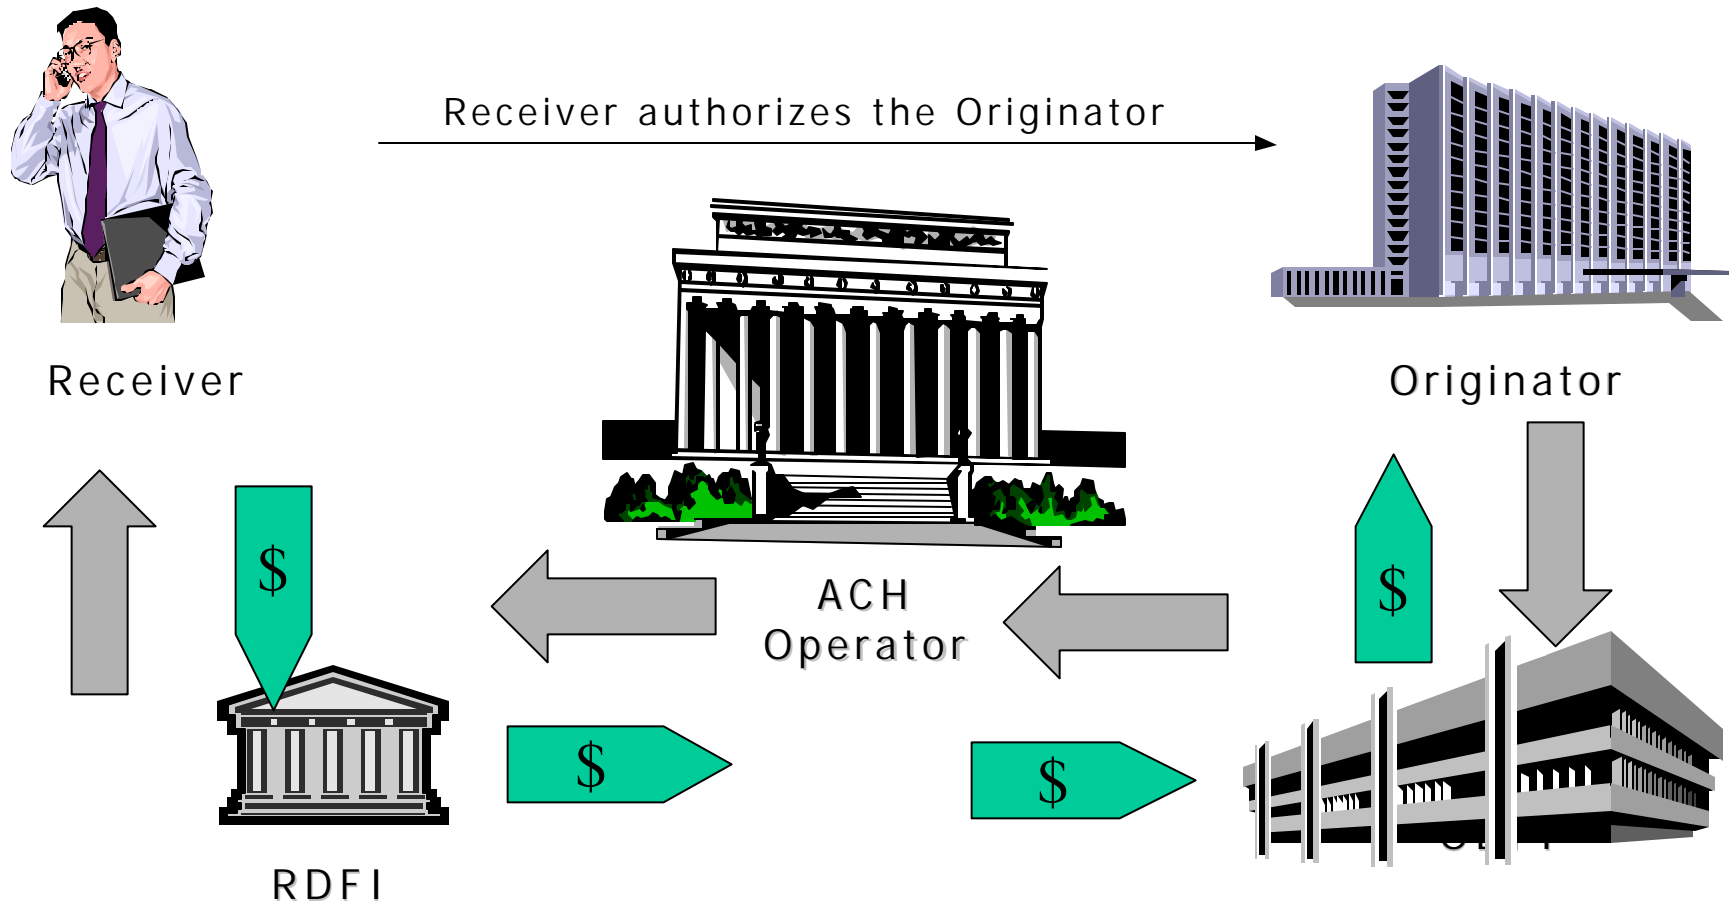 Receiver authorizes the Originator
Receiver
Originator
$
$
ACH
Operator
$
$
RDFI